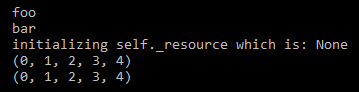 foo
bar
initializing self._resource which is: None
(0, 1, 2, 3, 4)
(0, 1, 2, 3, 4)